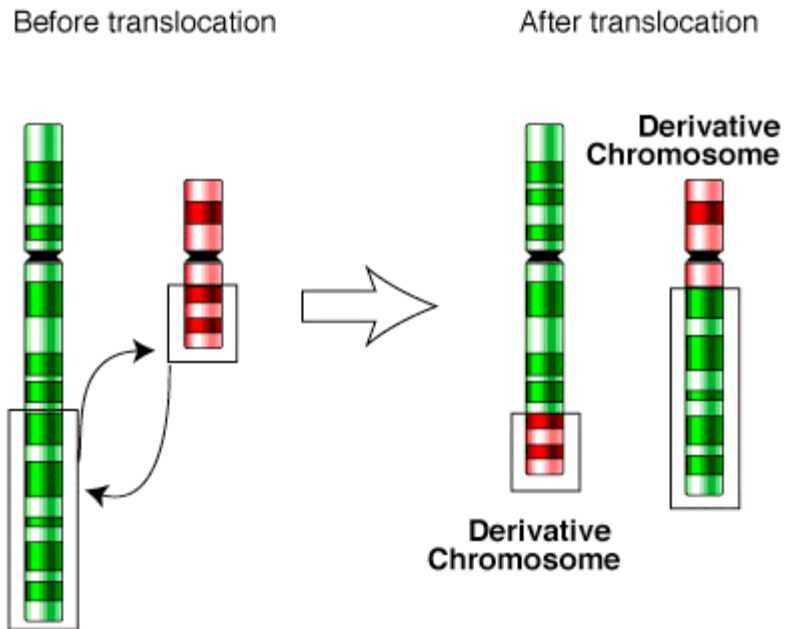 Before translocation
After translocation
Derivative
Chromosome
Derivative
Chromosome